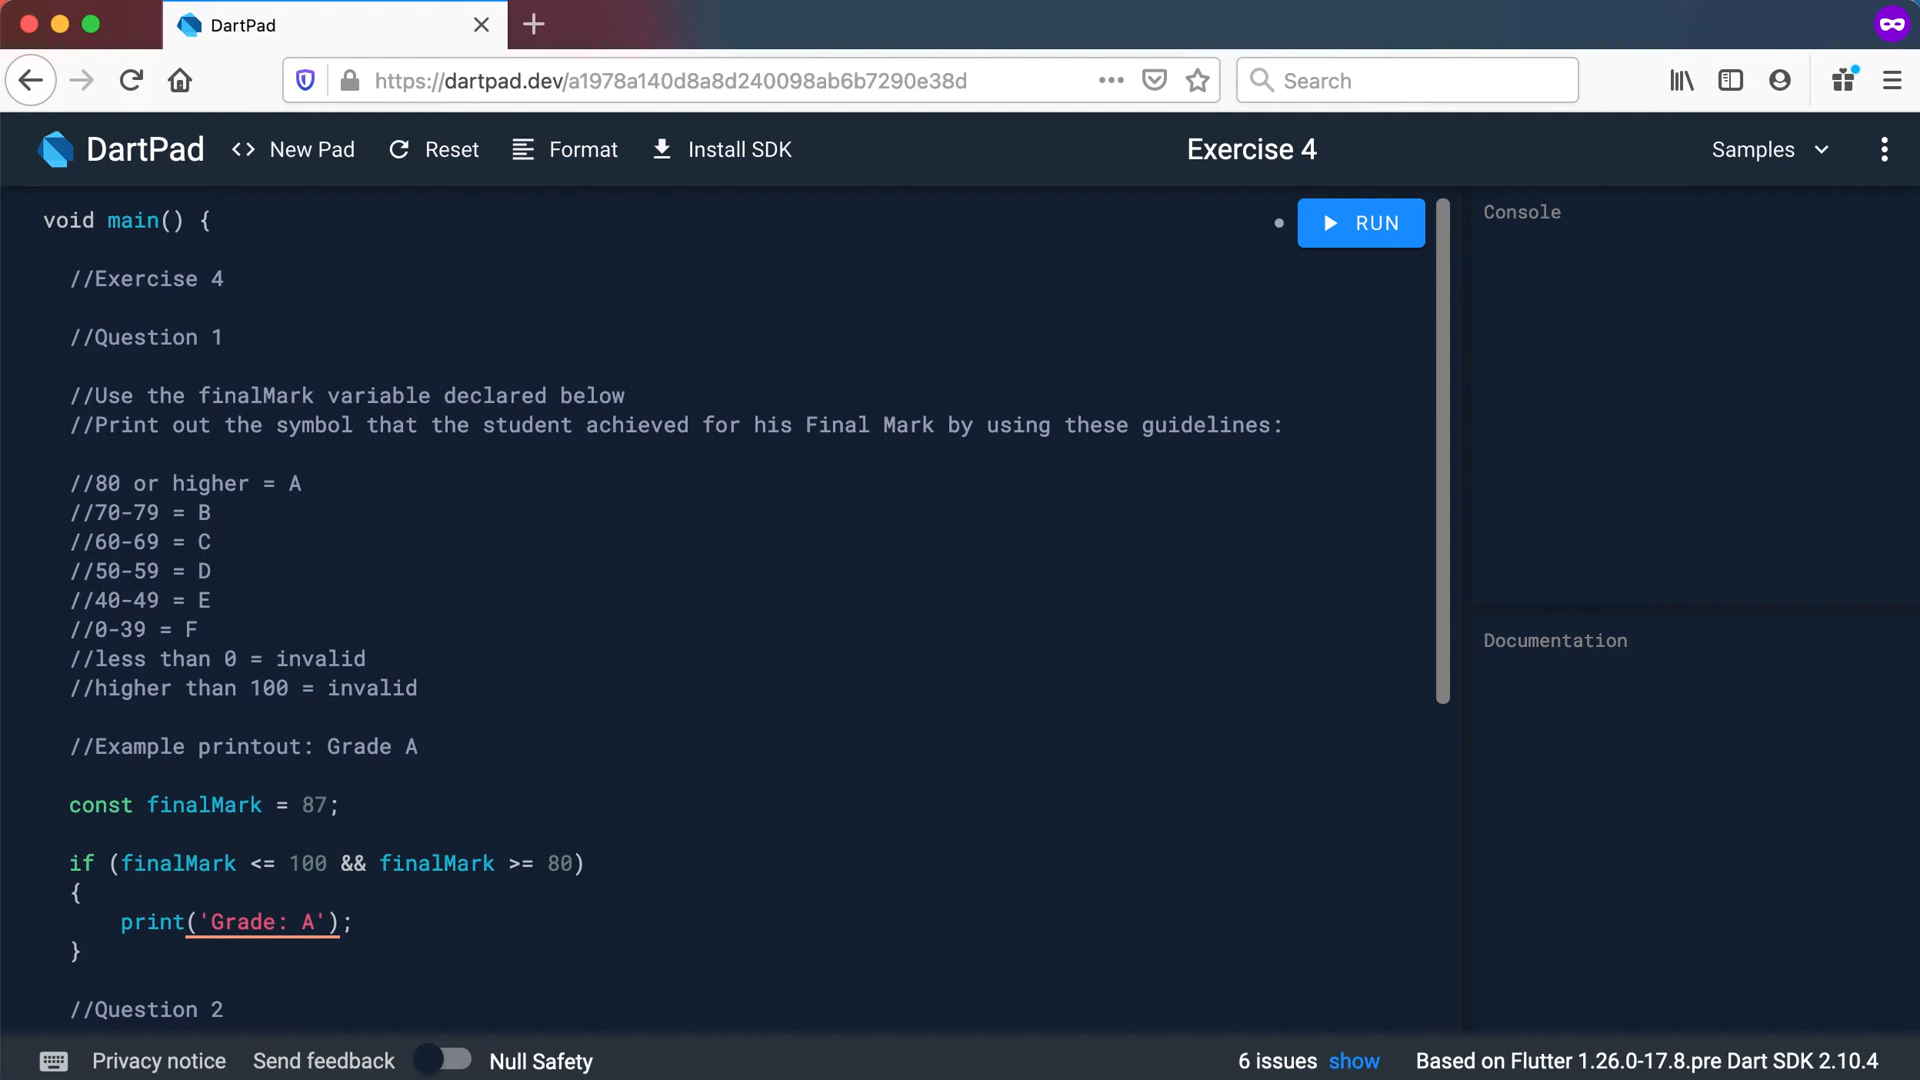 DartPad
https://dartpad.dev/a1978a140d8a8d240098ab6b7290e38d
Search
DartPad
<> New Pad
Reset
Format
Install SDK
Exercise 4
Samples
void main() {
//Exercise 4
//Question 1
//Use the finalMark variable declared below
//Print out the symbol that the student achieved for his Final Mark by using these guidelines:
//80 or higher = A
//70-79 = B
//60-69 = C
//50-59 = D
//40-49 = E
//0-39 = F
//less than 0 = invalid
//higher than 100 = invalid
//Example printout: Grade A
const finalMark = 87;
if (finalMark <= 100 && finalMark >= 80)
{
print('Grade: A');
}
//Question 2
RUN
Console
Documentation
Privacy notice
Send feedback
Null Safety
6 issues show
Based on Flutter 1.26.0-17.8.pre Dart SDK 2.10.4